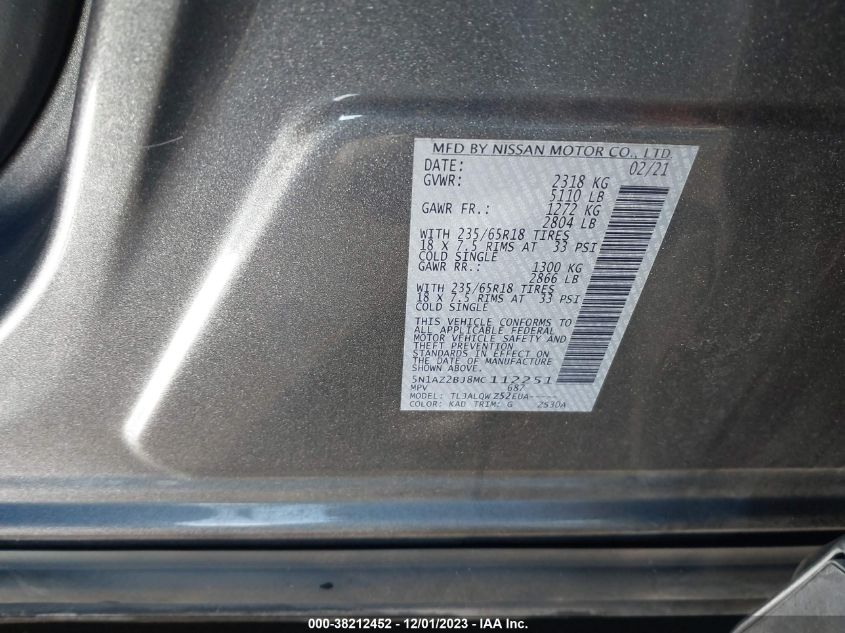 MFD BY NISSAN MOTOR CO., LTD
DATE: 02/21
GVWR: 2318 KG
5110 LB
GAWR FR.: 1272 KG
2804 LB
WITH 235/65R18 TIRES
18 X 7.5 RIMS AT 33 PSI
COLD SINGLE
GAWR RR.: 1300 KG
2866 LB
WITH 235/65R18 TIRES
18 X 7.5 RIMS AT 33 PSI
COLD SINGLE
THIS VEHICLE CONFORMS TO
ALL APPLICABLE FEDERAL
MOTOR VEHICLE SAFETY AND
THEFT PREVENTION
STANDARDS IN EFFECT ON
THE DATE OF MANUFACTURE
SHOWN ABOVE.
5N1AZ2BJ8MC112251
MPV 687
MODEL: TL3ALQWZ52EUA-----
COLOR: KAD TRIM: G 2530A
000-38212452 - 12/01/2023 - IAA Inc.